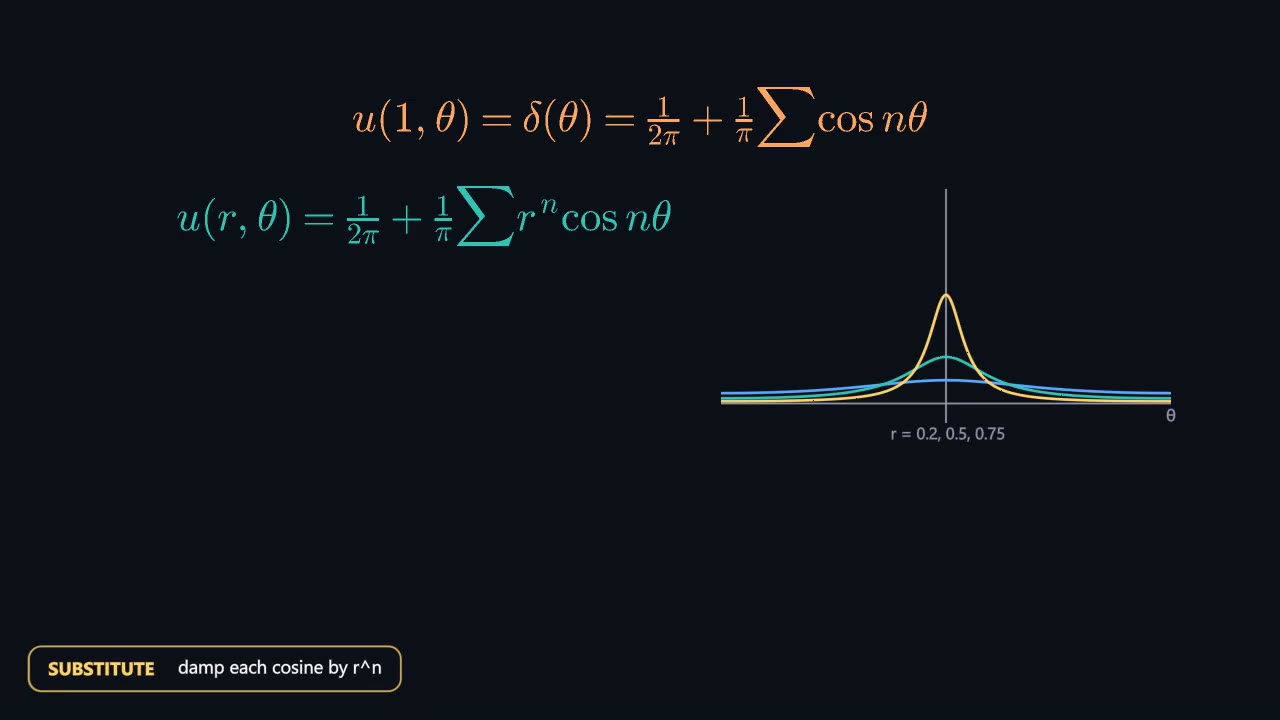 u(1, θ) = δ(θ) = 1/2π + 1/π ∑ cos nθ
u(r, θ) = 1/2π + 1/π ∑ rⁿ cos nθ
θ
r = 0.2, 0.5, 0.75
SUBSTITUTE damp each cosine by r^n